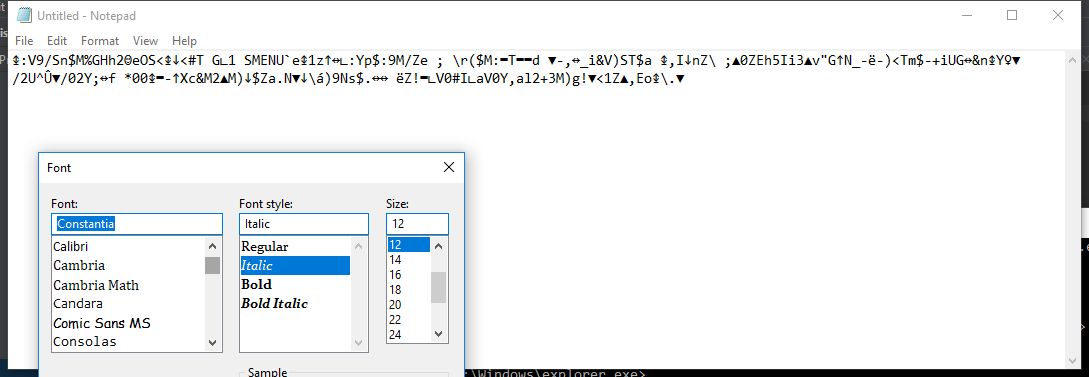 Untitled - Notepad
File Edit Format View Help
⇕:V9/Sn$M%GHh2ΘeOS<⇕↓<#T G∟1 SMENU`e⇕1z↑↔∟:Yp$:9M/Ze ; \r($M:═T══d ▼-,↔_i&V)ST$a ⇕,I↓nZ\ ;▲0ZEh5Ii3▲v"G↑N_-ë-)<Tm$-+iUG↔&n⇕Y♀▼
/2U^Û▼/02Y;↔f *00⇕═-↑Xc&M2▲M)↓$Za.N▼↓\á)9Ns$.↔↔ ëZ!═∟V0#I∟aV0Y,al2+3M)g!▼<1Z▲,Eo⇕\.▼
Font
Font:
Font style:
Size:
Constantia
Italic
12
Calibri
Cambria
Cambria Math
Candara
Comic Sans MS
Consolas
Regular
Italic
Bold
Bold Italic
12
14
16
18
20
22
24
Sample
:\Windows\explorer.exe>